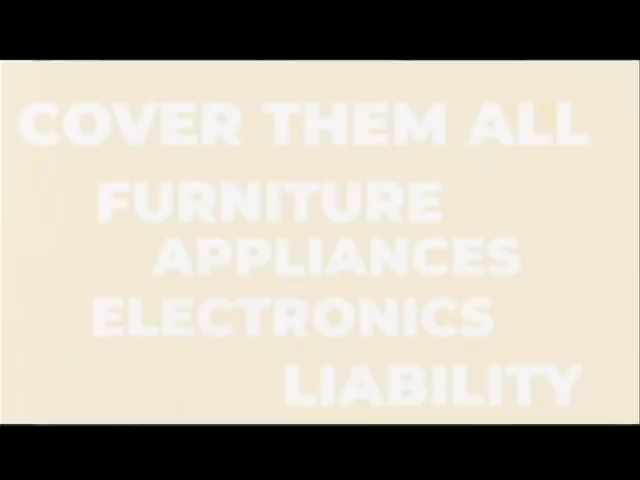 COVER THEM ALL
FURNITURE
APPLIANCES
ELECTRONICS
LIABILITY